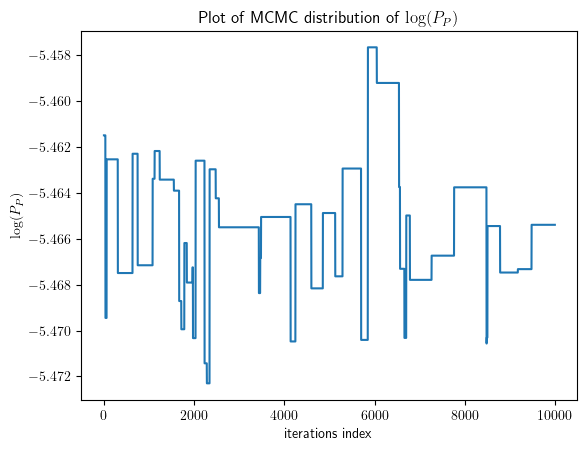 Plot of MCMC distribution of log(P_P)
−5.458
−5.460
−5.462
−5.464
−5.466
−5.468
−5.470
−5.472
log(P_P)
0 2000 4000 6000 8000 10000
iterations index